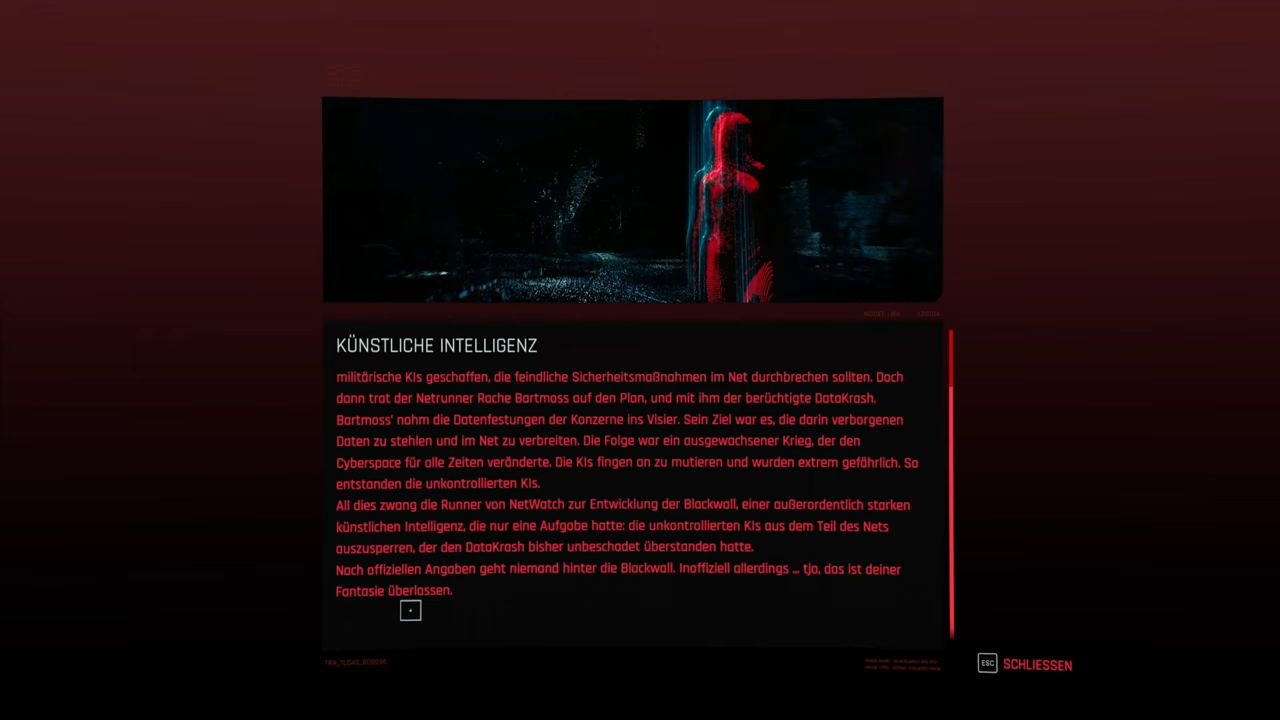 KÜNSTLICHE INTELLIGENZ
militärische KIs geschaffen, die feindliche Sicherheitsmaßnahmen im Net durchbrechen sollten. Doch
dann trat der Netrunner Rache Bartmoss auf den Plan, und mit ihm der berüchtigte DataKrash.
Bartmoss' nahm die Datenfestungen der Konzerne ins Visier. Sein Ziel war es, die darin verborgenen
Daten zu stehlen und im Net zu verbreiten. Die Folge war ein ausgewachsener Krieg, der den
Cyberspace für alle Zeiten veränderte. Die KIs fingen an zu mutieren und wurden extrem gefährlich. So
entstanden die unkontrollierten KIs.
All dies zwang die Runner von NetWatch zur Entwicklung der Blackwall, einer außerordentlich starken
künstlichen Intelligenz, die nur eine Aufgabe hatte: die unkontrollierten KIs aus dem Teil des Nets
auszusperren, der den DataKrash bisher unbeschadet überstanden hatte.
Nach offiziellen Angaben geht niemand hinter die Blackwall. Inoffiziell allerdings ... tja, das ist deiner
Fantasie überlassen.
ESC SCHLIESSEN